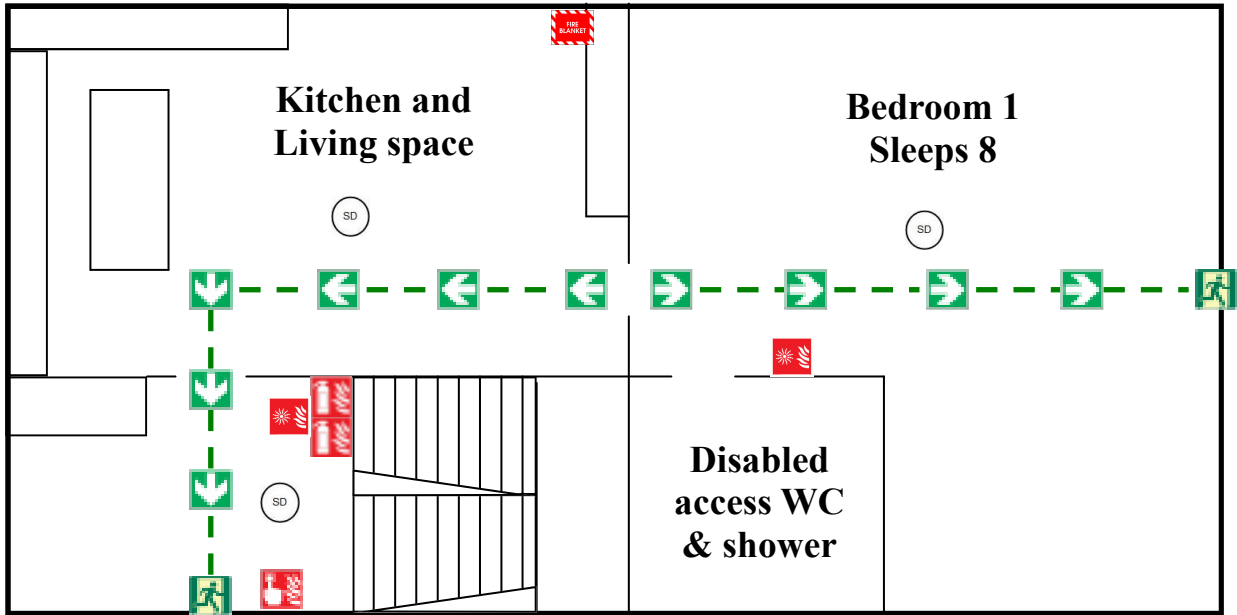 FIRE
BLANKET
Kitchen and
Living space
Bedroom 1
Sleeps 8
SD
SD
SD
Disabled
access WC
& shower